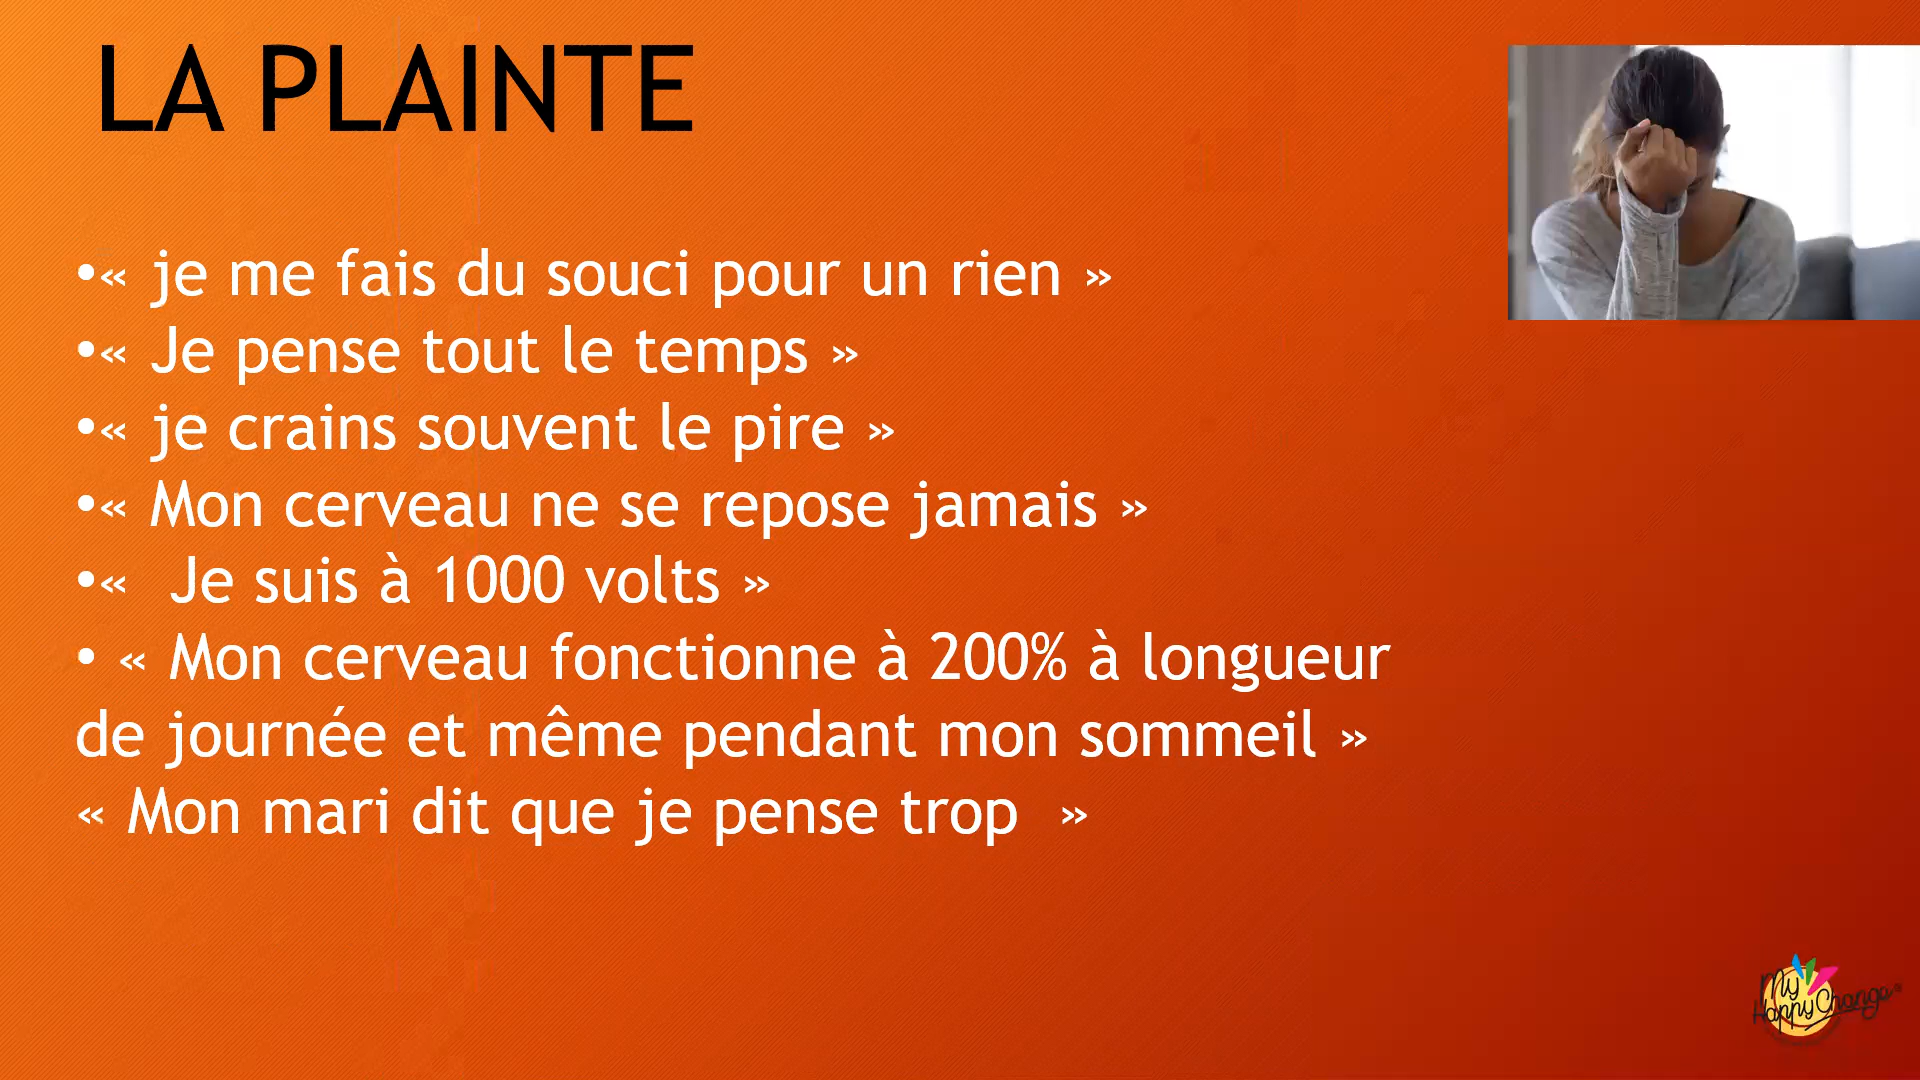 LA PLAINTE
•« je me fais du souci pour un rien »
•« Je pense tout le temps »
•« je crains souvent le pire »
•« Mon cerveau ne se repose jamais »
•«  Je suis à 1000 volts »
• « Mon cerveau fonctionne à 200% à longueur
de journée et même pendant mon sommeil »
« Mon mari dit que je pense trop  »
My
HappyChange®